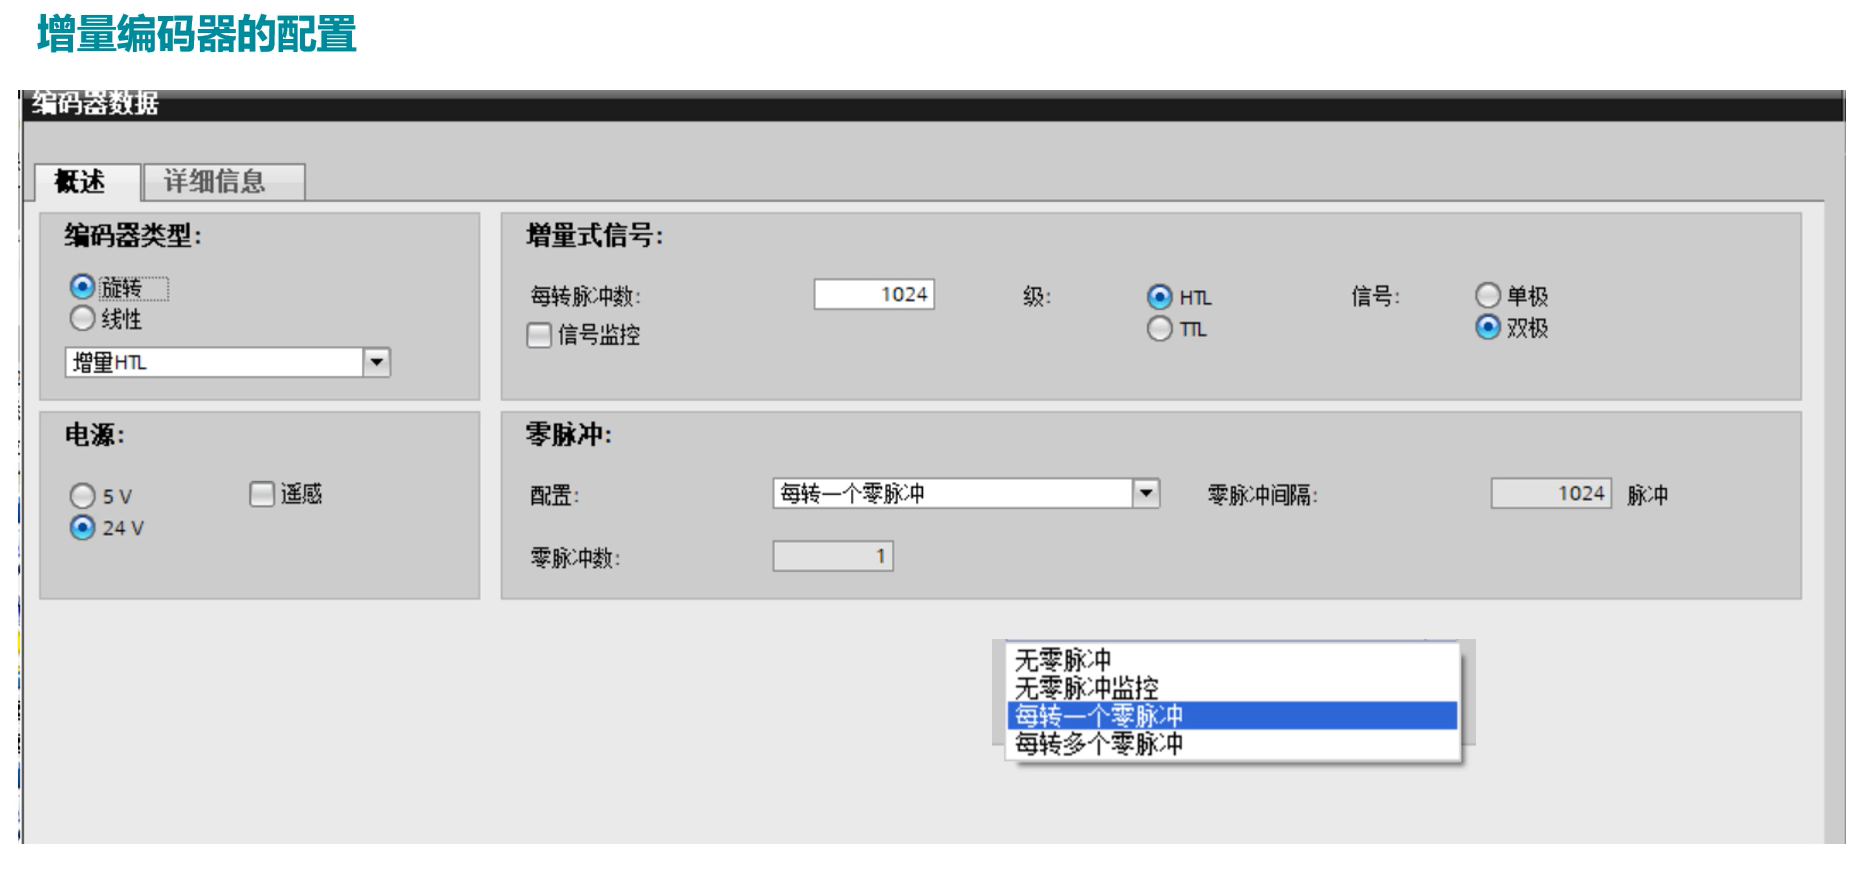 增量编码器的配置
编码器数据
概述 详细信息
编码器类型:
旋转
线性
增量HTL
增量式信号:
每转脉冲数: 1024 级: HTL 信号: 单极
信号监控 TTL 双极
电源:
5 V 遥感
24 V
零脉冲:
配置: 每转一个零脉冲 零脉冲间隔: 1024 脉冲
零脉冲数: 1
无零脉冲
无零脉冲监控
每转一个零脉冲
每转多个零脉冲